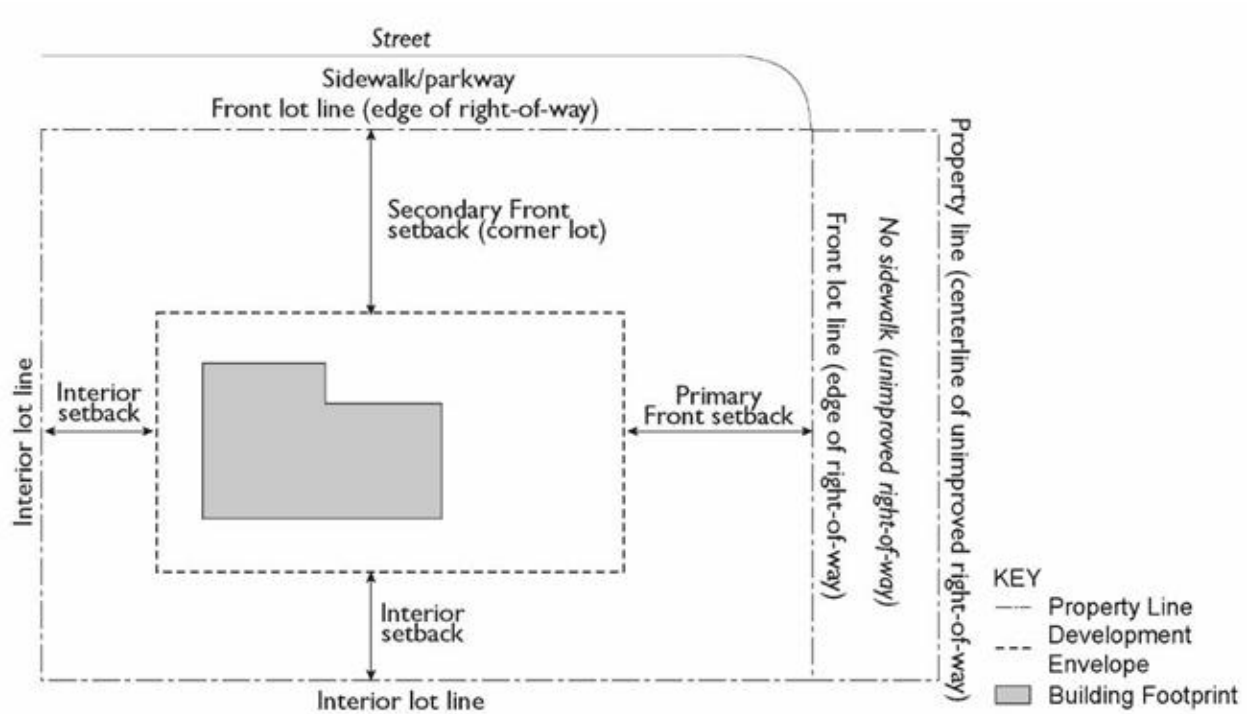 Street
Sidewalk/parkway
Front lot line (edge of right-of-way)
Secondary Front
setback (corner lot)
Interior lot line
Interior
setback
Primary
Front setback
Front lot line (edge of right-of-way)
No sidewalk (unimproved right-of-way)
Property line (centerline of unimproved right-of-way)
Interior
setback
Interior lot line
KEY
Property Line
Development
Envelope
Building Footprint